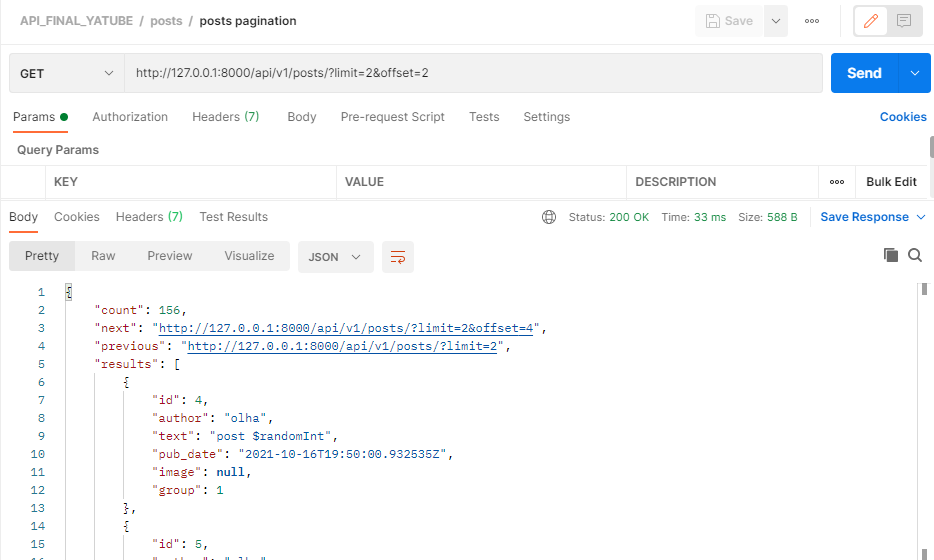 API_FINAL_YATUBE / posts / posts pagination
Save
GET http://127.0.0.1:8000/api/v1/posts/?limit=2&offset=2 Send
Params Authorization Headers (7) Body Pre-request Script Tests Settings Cookies
Query Params
KEY VALUE DESCRIPTION ooo Bulk Edit
Body Cookies Headers (7) Test Results Status: 200 OK Time: 33 ms Size: 588 B Save Response
Pretty Raw Preview Visualize JSON
1 {
2 "count": 156,
3 "next": "http://127.0.0.1:8000/api/v1/posts/?limit=2&offset=4",
4 "previous": "http://127.0.0.1:8000/api/v1/posts/?limit=2",
5 "results": [
6 {
7 "id": 4,
8 "author": "olha",
9 "text": "post $randomInt",
10 "pub_date": "2021-10-16T19:50:00.932535Z",
11 "image": null,
12 "group": 1
13 },
14 {
15 "id": 5,